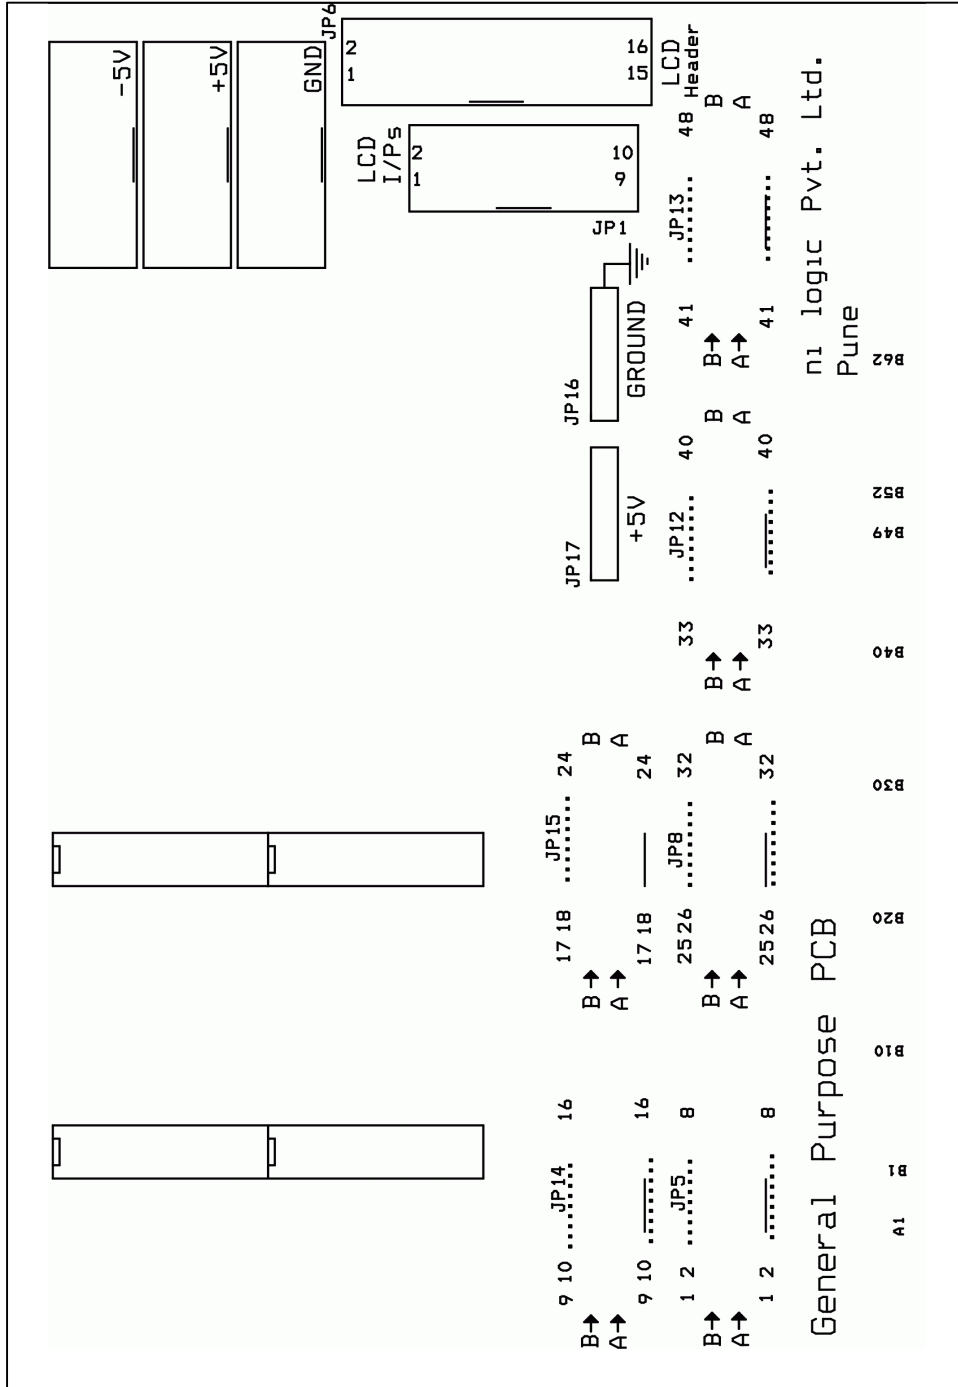 JP6
-5V
+5V
GND
2
1
16
15
LCD
Header
LCD
I/Ps
2
1
10
9
JP1
GROUND
JP16
+5V
JP17
48
B
A
48
JP13
41
B
A
41
40
B
A
40
JP12
33
B
A
33
24
B
A
24
JP15
17 18
B
A
17 18
32
B
A
32
JP8
25 26
B
A
25 26
16
16
JP14
9 10
B
A
9 10
8
8
JP5
1 2
B
A
1 2
General Purpose PCB
n1 logic Pvt. Ltd.
Pune
B62
B52
B49
B40
B30
B20
B10
B1
A1